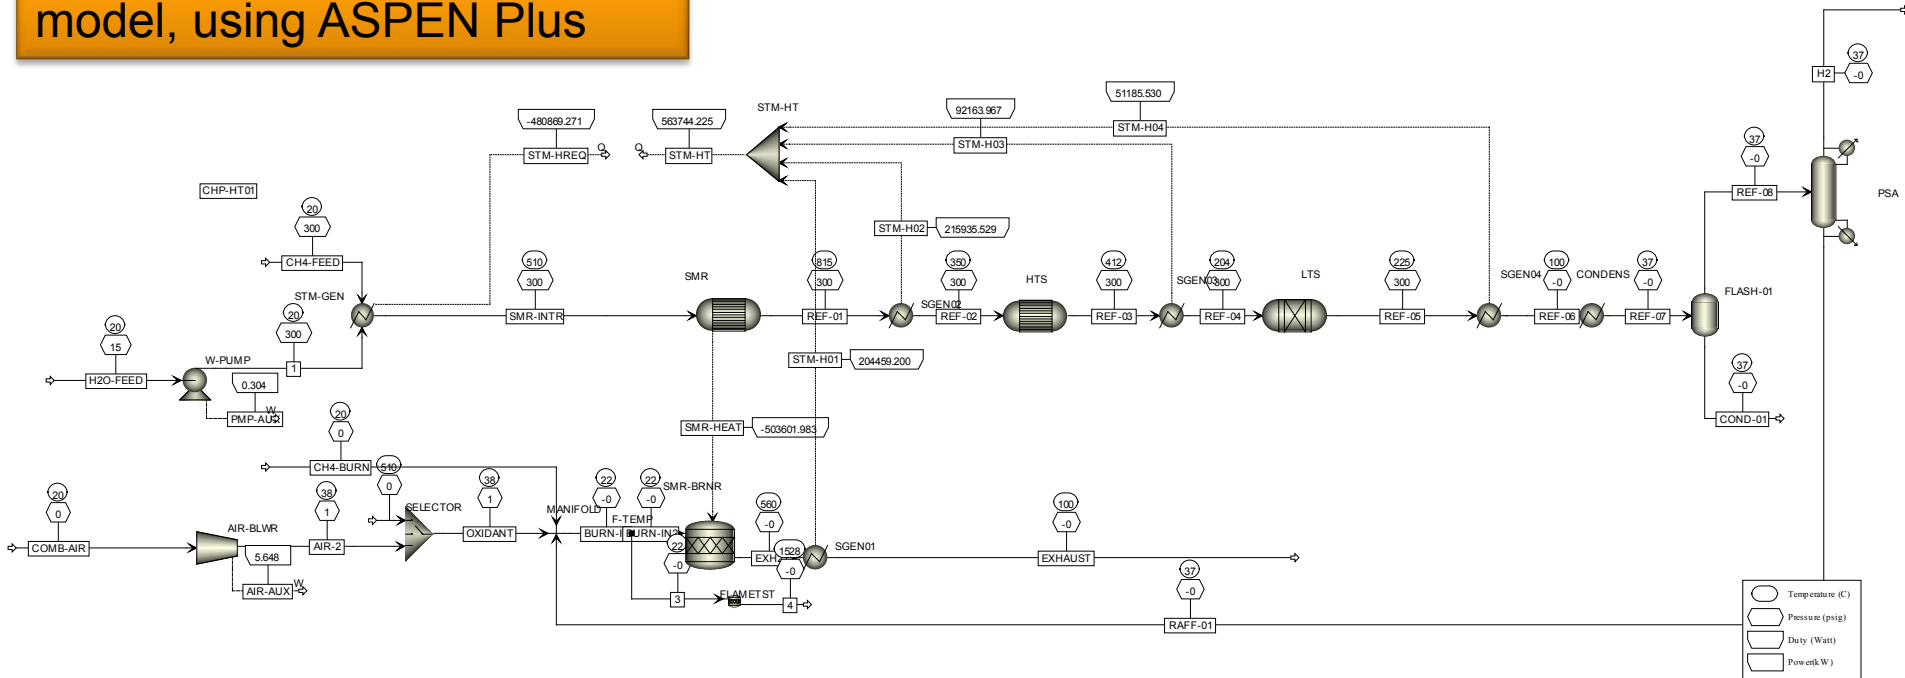 model, using ASPEN Plus
37
-0
H2
51185.530
92163.967
STM-HT
-480869.271
563744.225
STM-H04
STM-H03
STM-HREQ
Q
Q
STM-HT
37
-0
REF-08
PSA
CHP-HT01
20
300
CH4-FEED
STM-H02
215935.529
STM-GEN
510
300
SMR-INTR
SMR
815
300
REF-01
SGEN02
350
300
REF-02
HTS
412
300
REF-03
SGEN03
204
300
REF-04
LTS
225
300
REF-05
SGEN04
100
-0
REF-06
CONDENS
37
-0
REF-07
FLASH-01
20
300
1
20
15
H2O-FEED
W-PUMP
0.304
W
PMP-AUX
STM-H01
204459.200
37
-0
COND-01
SMR-HEAT
-503601.983
20
0
CH4-BURN
510
0
SELECTOR
38
1
OXIDANT
MANIFOLD
22
-0
22
-0
SMR-BRNR
F-TEMP
BURN-IN2
20
0
COMB-AIR
AIR-BLWR
38
1
AIR-2
5.648
W
AIR-AUX
22
-0
3
FLAMETST
560
-0
1528
-0
4
SGEN01
100
-0
EXHAUST
37
-0
RAFF-01
Temperature (C)
Pressure (psig)
Duty (Watt)
Power(kW)